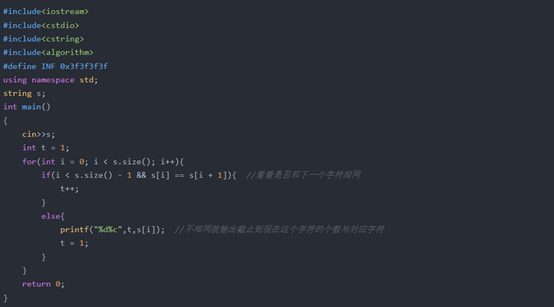 #include<iostream>
#include<cstdio>
#include<cstring>
#include<algorithm>
#define INF 0x3f3f3f3f
using namespace std;
string s;
int main()
{
    cin>>s;
    int t = 1;
    for(int i = 0; i < s.size(); i++){
        if(i < s.size() - 1 && s[i] == s[i + 1]){  //看看是否和下一个字符相同
            t++;
        }
        else{
            printf("%d%c",t,s[i]);  //不相同就输出截止到现在这个字符的个数与对应字符
            t = 1;
        }
    }
    return 0;
}